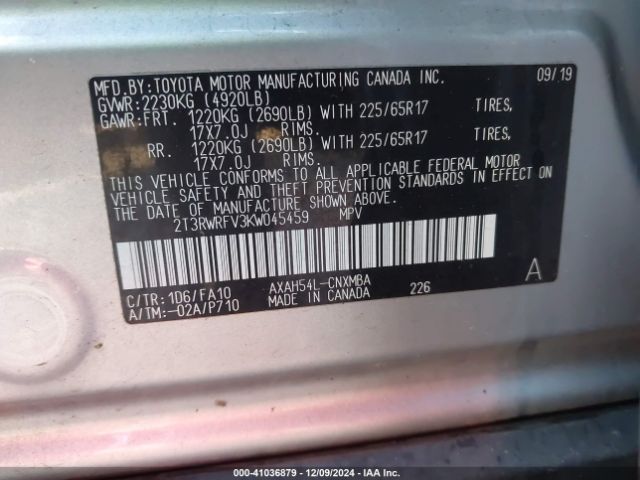 MFD.BY:TOYOTA MOTOR MANUFACTURING CANADA INC. 09/19
GVWR:2230KG (4920LB)
GAWR:FRT. 1220KG (2690LB) WITH 225/65R17 TIRES,
17X7.0J RIMS.
RR. 1220KG (2690LB) WITH 225/65R17 TIRES,
17X7.0J RIMS.
THIS VEHICLE CONFORMS TO ALL APPLICABLE FEDERAL MOTOR
VEHICLE SAFETY AND THEFT PREVENTION STANDARDS IN EFFECT ON
THE DATE OF MANUFACTURE SHOWN ABOVE.
2T3RWRFV3KW045459 MPV
C/TR: 1D6/FA10 AXAH54L-CNXMBA 226 A
A/TM:-02A/P710 MADE IN CANADA
000-41036879 - 12/09/2024 - IAA Inc.